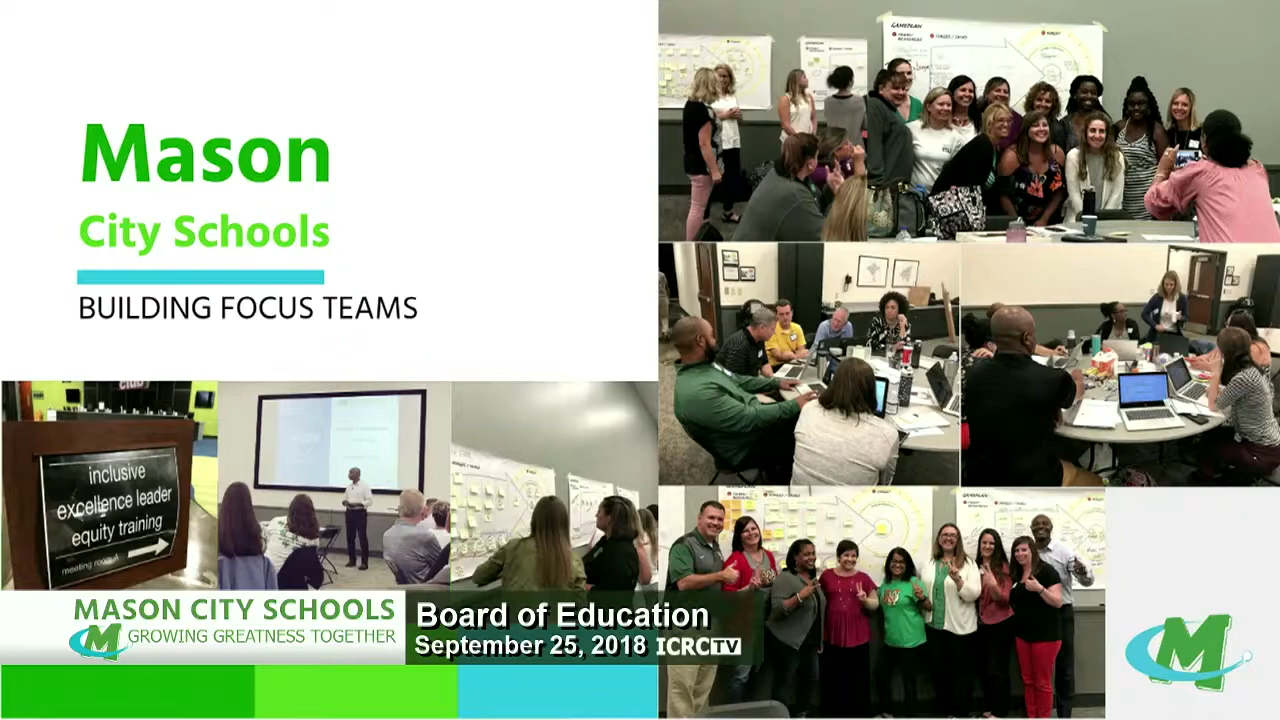 Mason
City Schools
BUILDING FOCUS TEAMS
GAMEPLAN
inclusive
excellence leader
equity training
meeting room A
MASON CITY SCHOOLS
M GROWING GREATNESS TOGETHER
Board of Education
September 25, 2018 ICRCTV
M